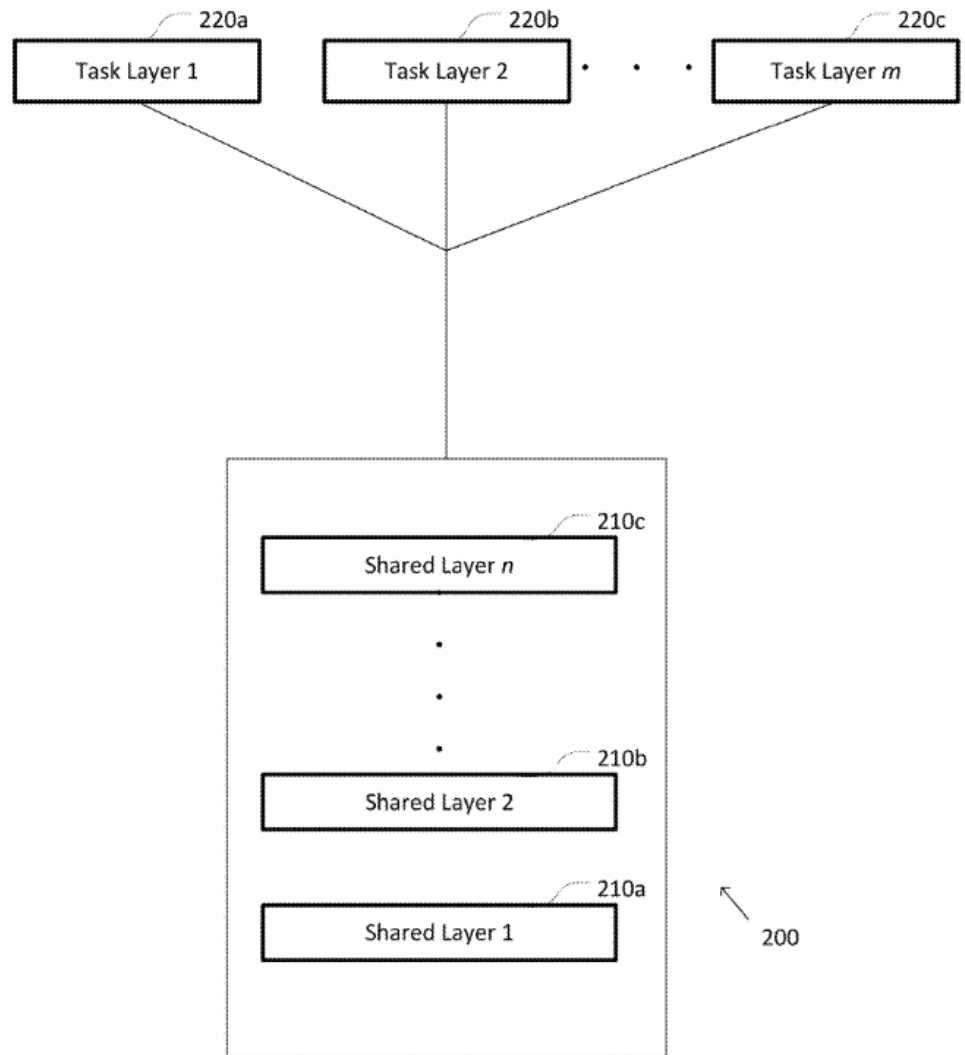 220a 220b 220c
Task Layer 1 Task Layer 2 . . . Task Layer m
210c
Shared Layer n
.
.
.
210b
Shared Layer 2
210a
Shared Layer 1
200